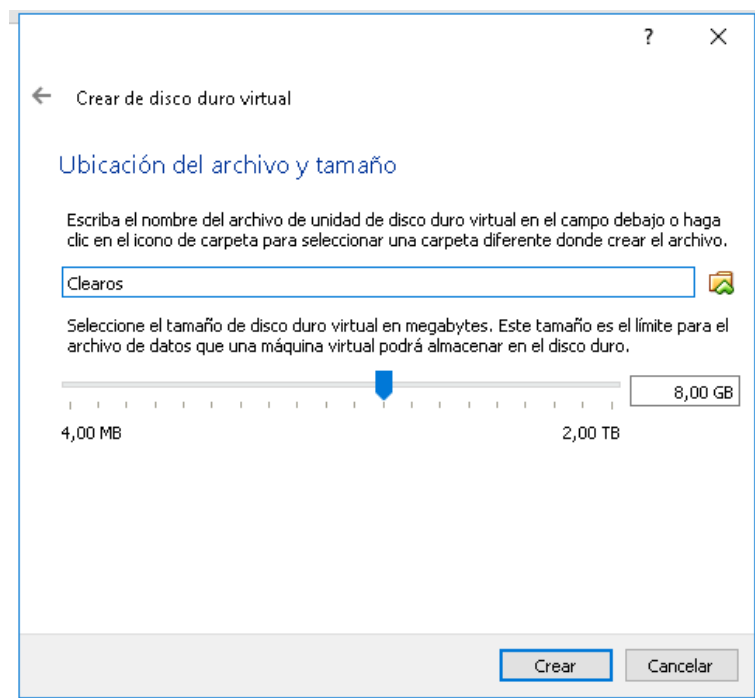 ?
Crear de disco duro virtual
Ubicación del archivo y tamaño
Escriba el nombre del archivo de unidad de disco duro virtual en el campo debajo o haga
clic en el icono de carpeta para seleccionar una carpeta diferente donde crear el archivo.
Clearos
Seleccione el tamaño de disco duro virtual en megabytes. Este tamaño es el límite para el
archivo de datos que una máquina virtual podrá almacenar en el disco duro.
8,00 GB
4,00 MB 2,00 TB
Crear Cancelar